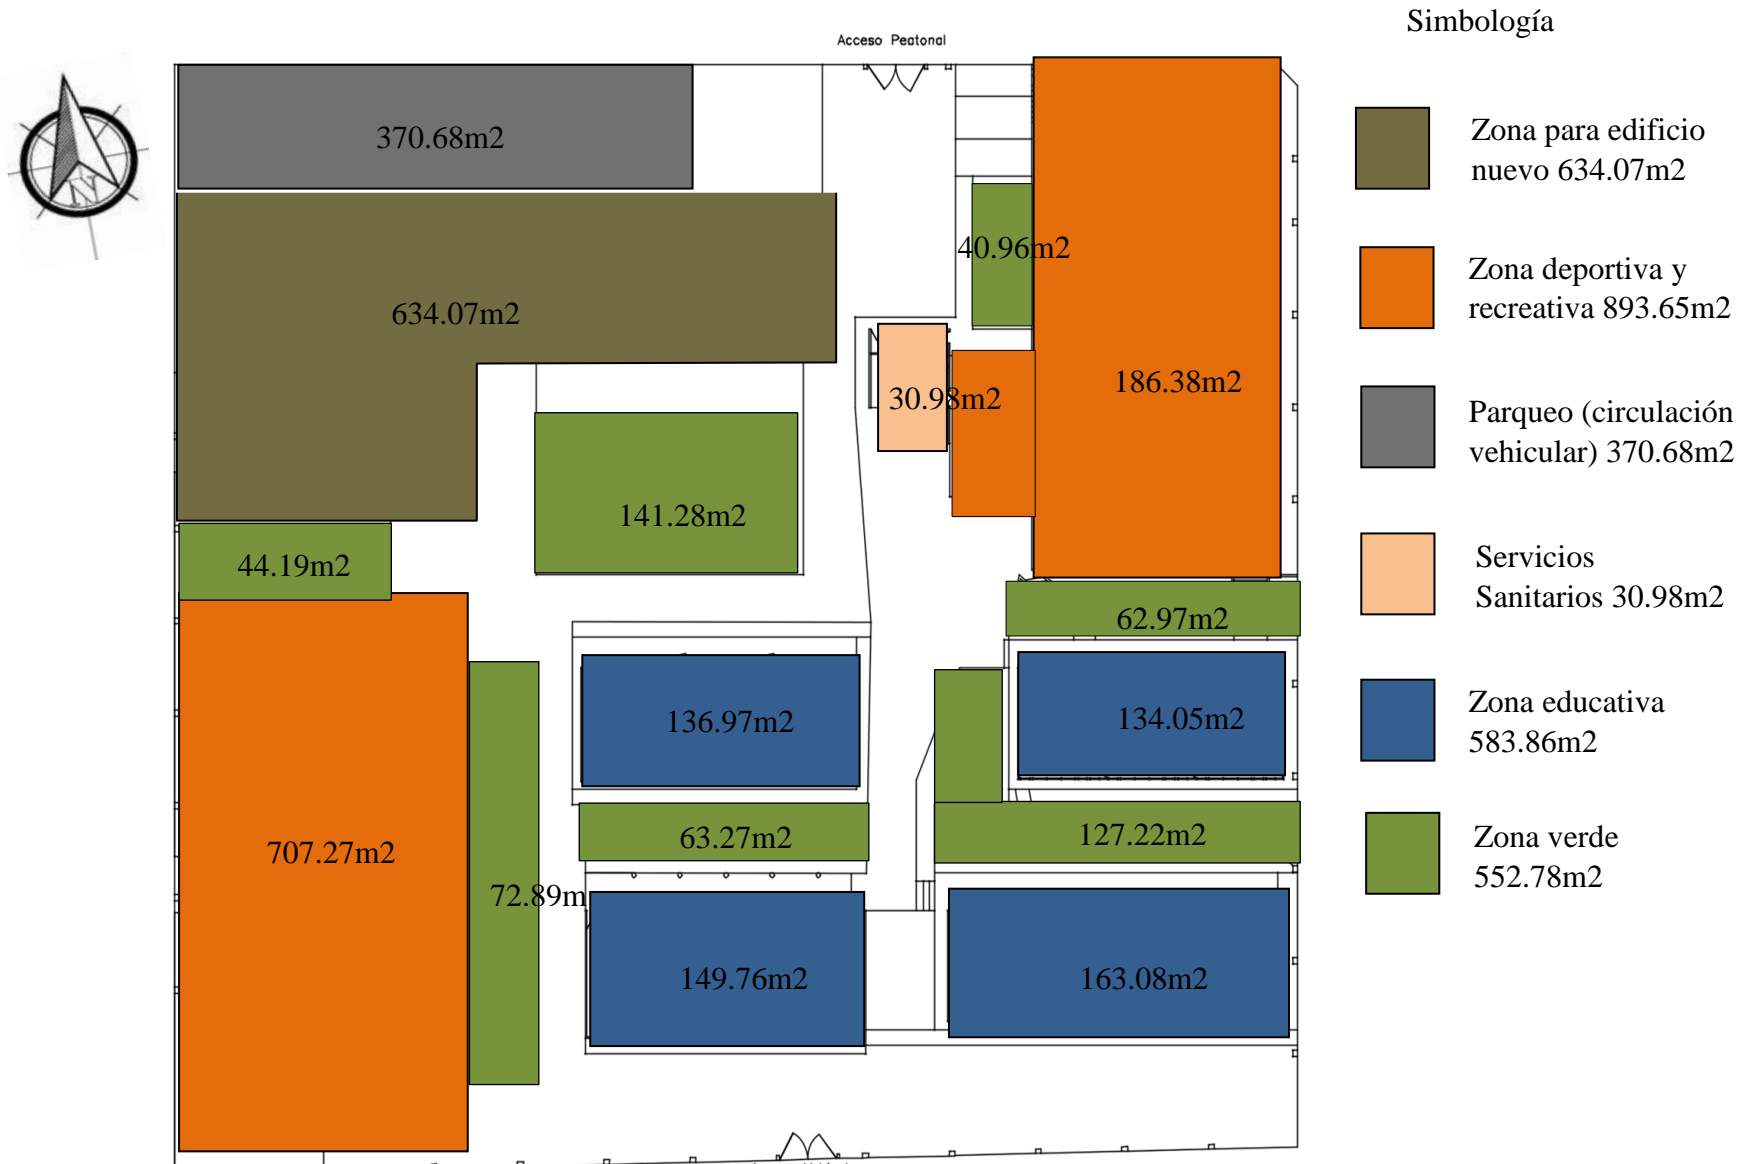 Simbología
Acceso Peatonal
N
370.68m2
634.07m2
40.96m2
186.38m2
30.98m2
141.28m2
44.19m2
62.97m2
136.97m2
134.05m2
63.27m2
127.22m2
707.27m2
72.89m
149.76m2
163.08m2
Zona para edificio
nuevo 634.07m2
Zona deportiva y
recreativa 893.65m2
Parqueo (circulación
vehicular) 370.68m2
Servicios
Sanitarios 30.98m2
Zona educativa
583.86m2
Zona verde
552.78m2